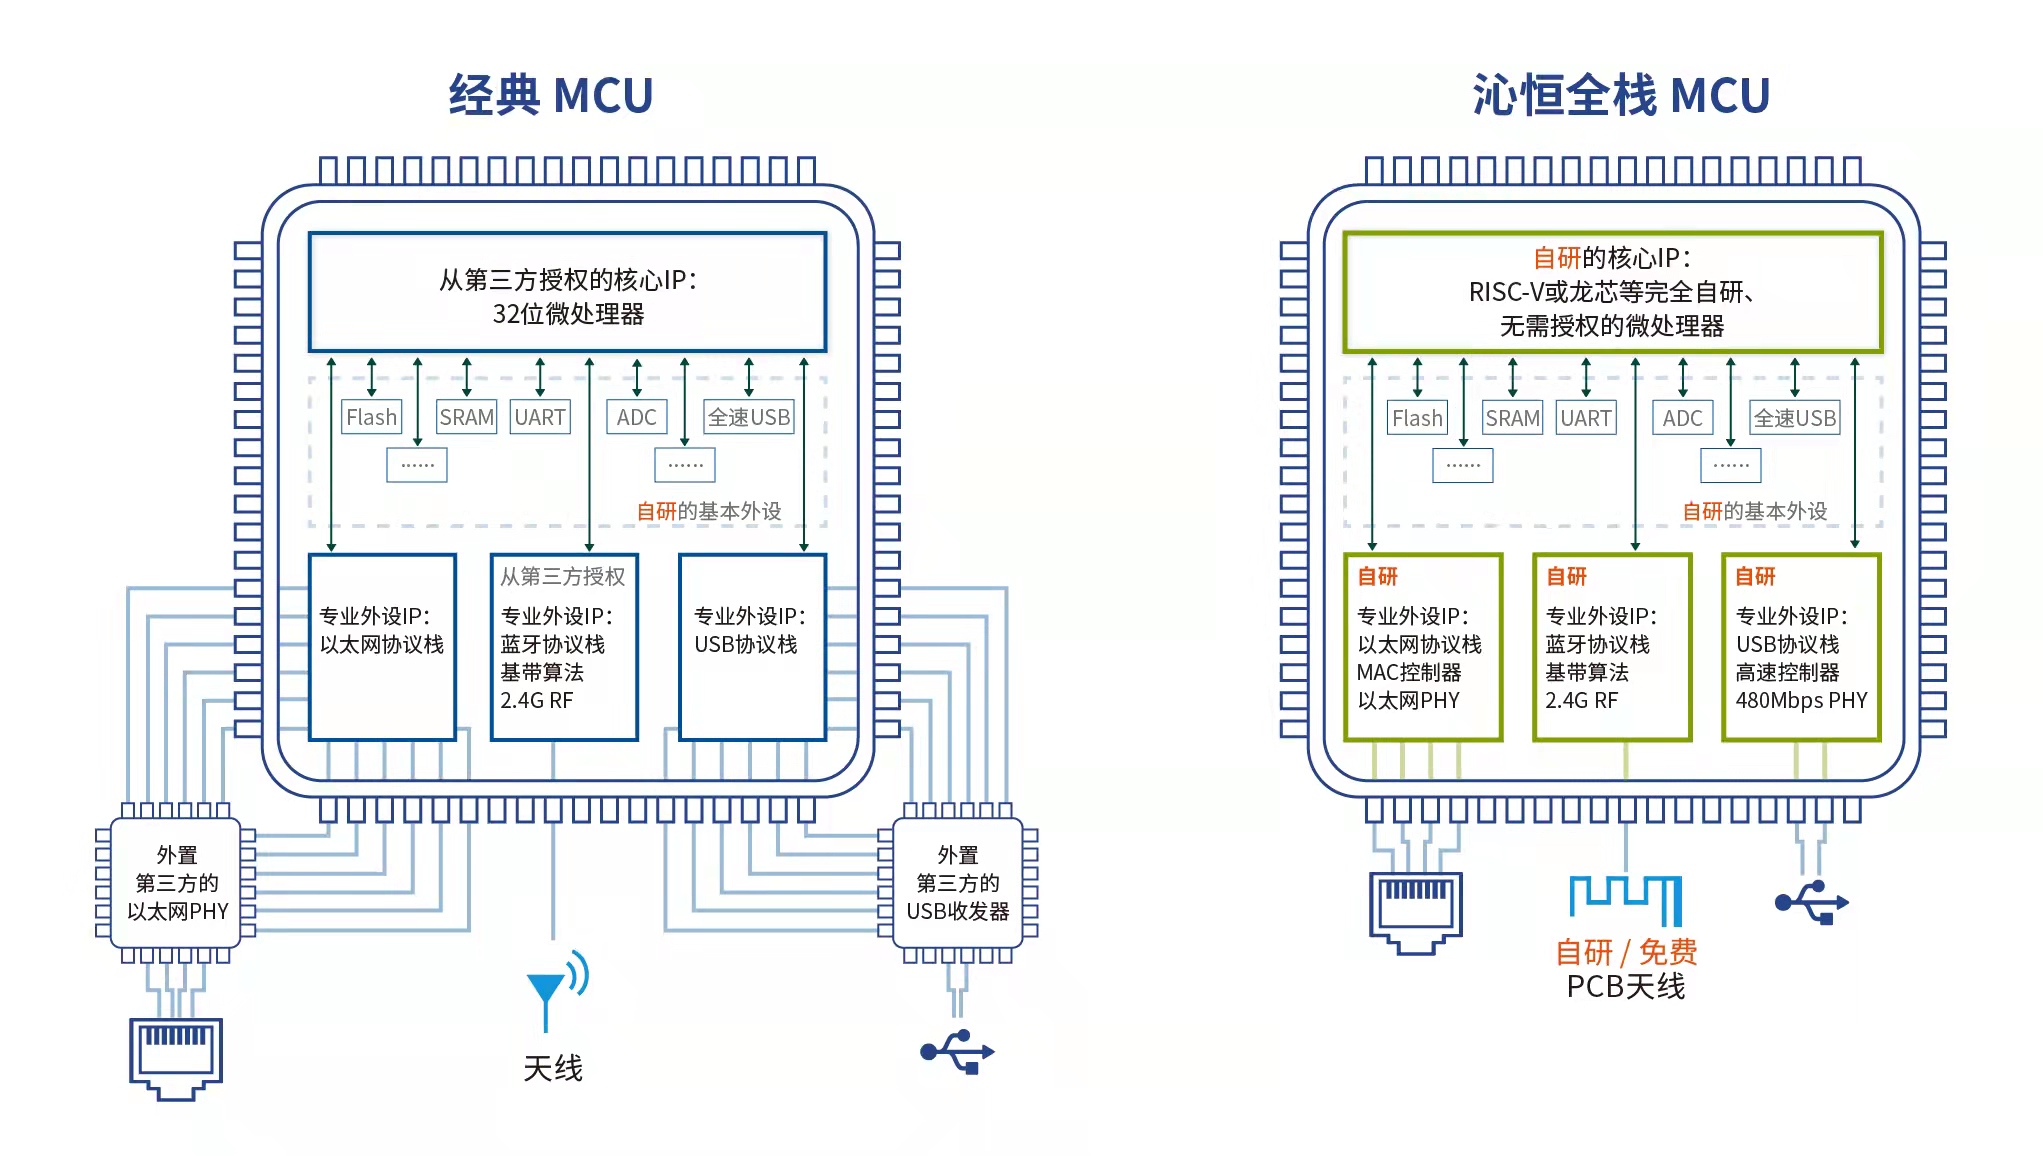 经典 MCU
从第三方授权的核心IP：
32位微处理器
Flash
SRAM
UART
ADC
全速USB
······
······
自研的基本外设
专业外设IP：
以太网协议栈
从第三方授权
专业外设IP：
蓝牙协议栈
基带算法
2.4G RF
专业外设IP：
USB协议栈
外置
第三方的
以太网PHY
天线
外置
第三方的
USB收发器
沁恒全栈 MCU
自研的核心IP：
RISC-V或龙芯等完全自研、
无需授权的微处理器
Flash
SRAM
UART
ADC
全速USB
······
······
自研的基本外设
自研
专业外设IP：
以太网协议栈
MAC控制器
以太网PHY
自研
专业外设IP：
蓝牙协议栈
基带算法
2.4G RF
自研
专业外设IP：
USB协议栈
高速控制器
480Mbps PHY
自研 / 免费
PCB天线